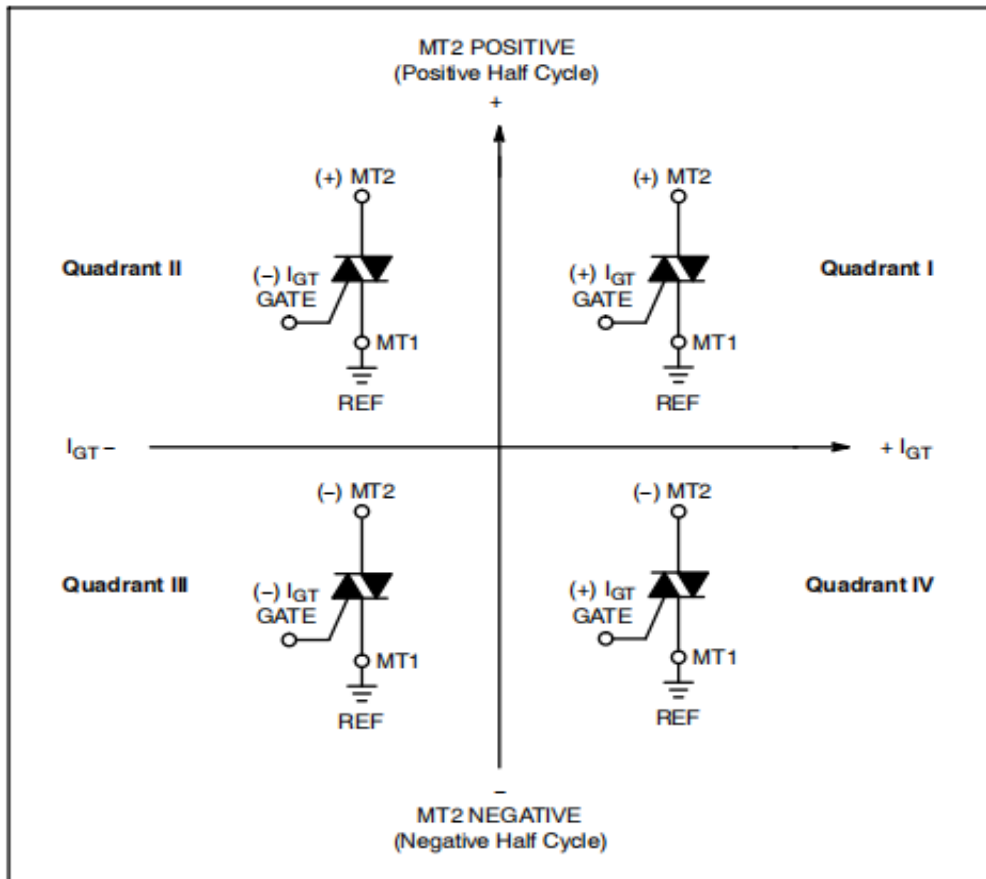 MT2 POSITIVE
(Positive Half Cycle)
+
(+) MT2
(+) MT2
Quadrant II
(−) IGT
GATE
(+) IGT
GATE
Quadrant I
MT1
MT1
REF
REF
IGT −
+ IGT
(−) MT2
(−) MT2
Quadrant III
(−) IGT
GATE
(+) IGT
GATE
Quadrant IV
MT1
MT1
REF
REF
−
MT2 NEGATIVE
(Negative Half Cycle)